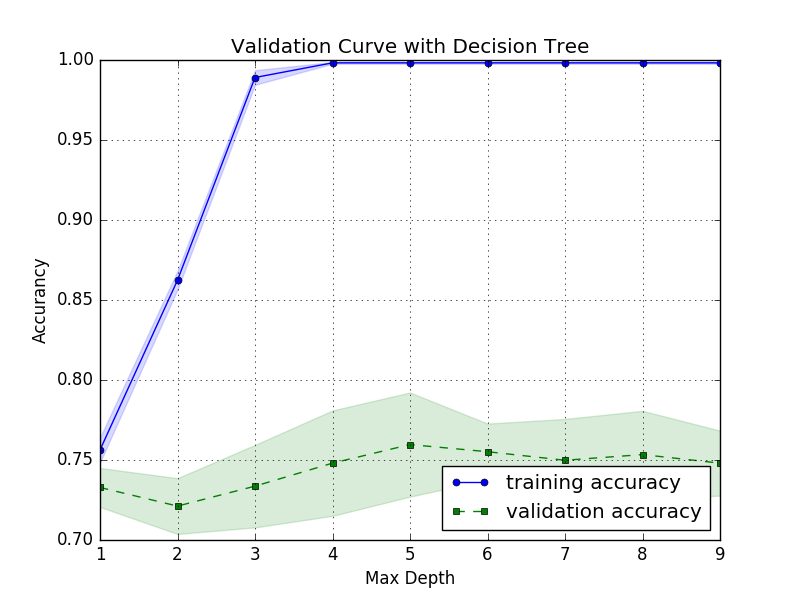 Validation Curve with Decision Tree
1.00
0.95
0.90
0.85
0.80
0.75
0.70
Accurancy
training accuracy
validation accuracy
1 2 3 4 5 6 7 8 9
Max Depth